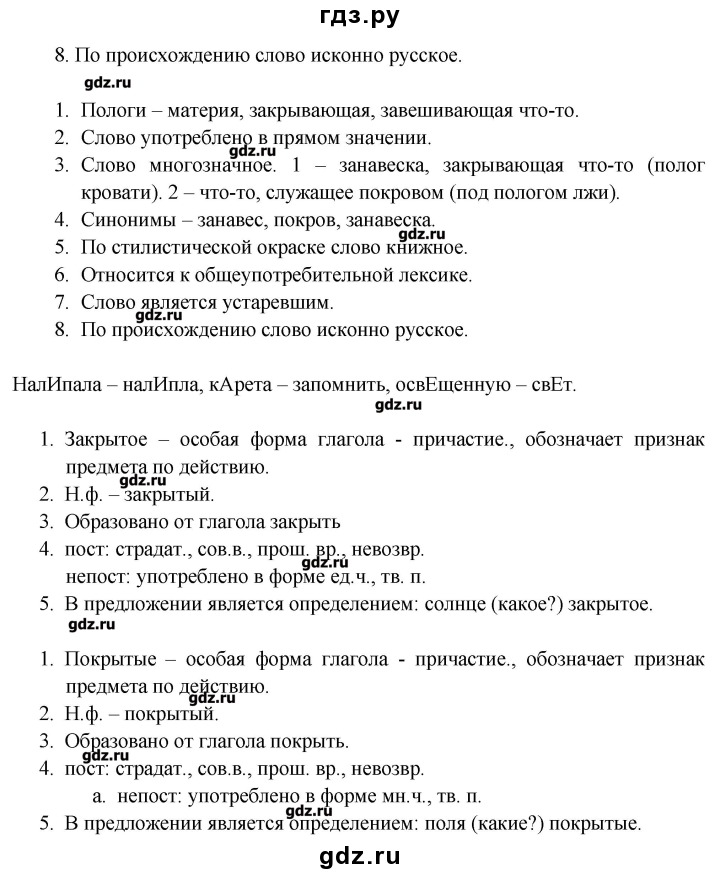 гдз.ру
8. По происхождению слово исконно русское.
gdz.ru
1. Пологи – материя, закрывающая, завешивающая что-то.
2. Слово употреблено в прямом значении.
gdz.ru
3. Слово многозначное. 1 – занавеска, закрывающая что-то (полог
кровати). 2 – что-то, служащее покровом (под пологом лжи).
4. Синонимы – занавес, покров, занавеска.
gdz.ru
5. По стилистической окраске слово книжное.
6. Относится к общеупотребительной лексике.
7. Слово является устаревшим.
gdz.ru
8. По происхождению слово исконно русское.
НалИпала – налИпла, кАрета – запомнить, освЕщенную – свЕт.
gdz.ru
1. Закрытое – особая форма глагола - причастие., обозначает признак
предмета по действию.
gdz.ru
2. Н.ф. – закрытый.
3. Образовано от глагола закрыть
4. пост: страдат., сов.в., прош. вр., невозвр.
gdz.ru
непост: употреблено в форме ед.ч., тв. п.
5. В предложении является определением: солнце (какое?) закрытое.
gdz.ru
1. Покрытые – особая форма глагола - причастие., обозначает признак
предмета по действию.
gdz.ru
2. Н.ф. – покрытый.
3. Образовано от глагола покрыть.
gdz.ru
4. пост: страдат., сов.в., прош. вр., невозвр.
a. непост: употреблено в форме мн.ч., тв. п.
gdz.ru
5. В предложении является определением: поля (какие?) покрытые.
gdz.ru